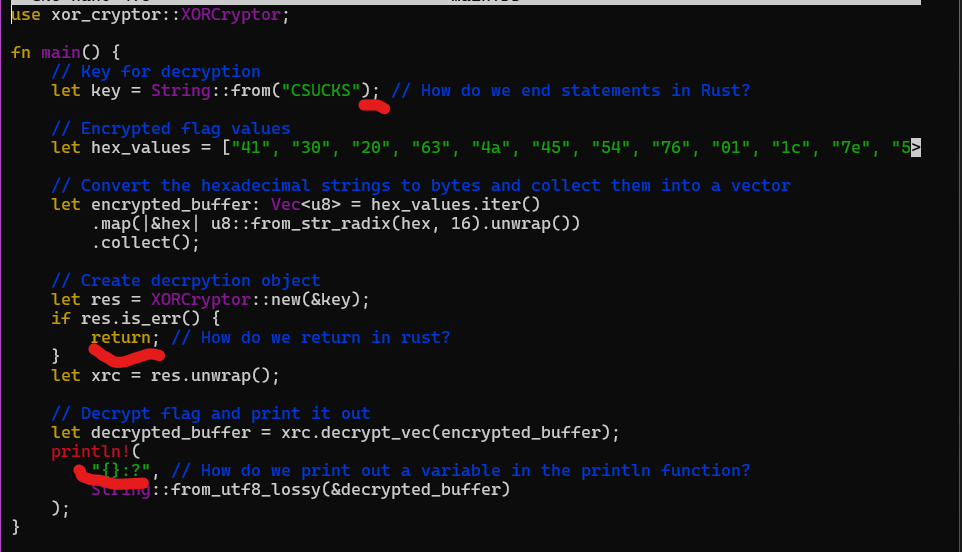 use xor_cryptor::XORCryptor;
fn main() {
    // Key for decryption
    let key = String::from("CSUCKS"); // How do we end statements in Rust?
    // Encrypted flag values
    let hex_values = ["41", "30", "20", "63", "4a", "45", "54", "76", "01", "1c", "7e", "5>
    // Convert the hexadecimal strings to bytes and collect them into a vector
    let encrypted_buffer: Vec<u8> = hex_values.iter()
        .map(|&hex| u8::from_str_radix(hex, 16).unwrap())
        .collect();
    // Create decrpytion object
    let res = XORCryptor::new(&key);
    if res.is_err() {
        return; // How do we return in rust?
    }
    let xrc = res.unwrap();
    // Decrypt flag and print it out
    let decrypted_buffer = xrc.decrypt_vec(encrypted_buffer);
    println!(
        "{}:?", // How do we print out a variable in the println function?
        String::from_utf8_lossy(&decrypted_buffer)
    );
}